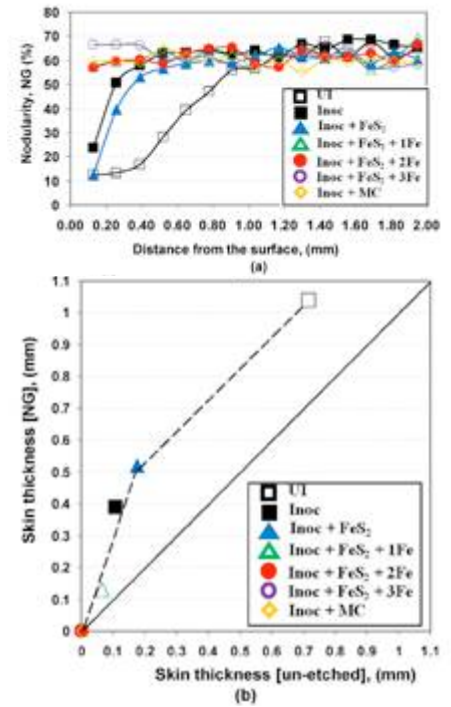 80
70
60
50
40
30
20
10
0
Nodularity, NG (%)
UI
Inoc
Inoc + FeS2
Inoc + FeS2 + 1Fe
Inoc + FeS2 + 2Fe
Inoc + FeS2 + 3Fe
Inoc + MC
0.00 0.20 0.40 0.60 0.80 1.00 1.20 1.40 1.60 1.80 2.00
Distance from the surface, (mm)
(a)
1.1
1
0.9
0.8
0.7
0.6
0.5
0.4
0.3
0.2
0.1
0
Skin thickness [NG], (mm)
UI
Inoc
Inoc + FeS2
Inoc + FeS2 + 1Fe
Inoc + FeS2 + 2Fe
Inoc + FeS2 + 3Fe
Inoc + MC
0 0.1 0.2 0.3 0.4 0.5 0.6 0.7 0.8 0.9 1 1.1
Skin thickness [un-etched], (mm)
(b)